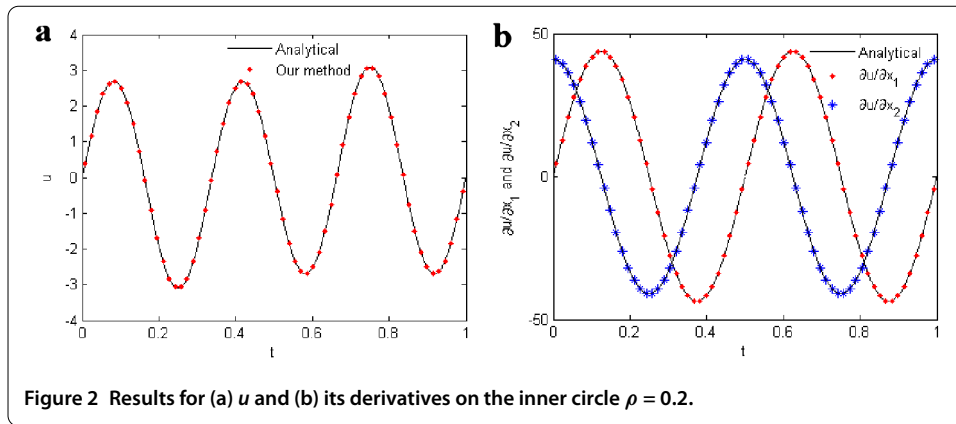 a
4
3
2
1
0
-1
-2
-3
-4
u
Analytical
Our method
0
0.2
0.4
0.6
0.8
1
t
b
50
0
-50
∂u/∂x₁ and ∂u/∂x₂
Analytical
∂u/∂x₁
∂u/∂x₂
0
0.2
0.4
0.6
0.8
1
t
Figure 2 Results for (a) u and (b) its derivatives on the inner circle ρ = 0.2.